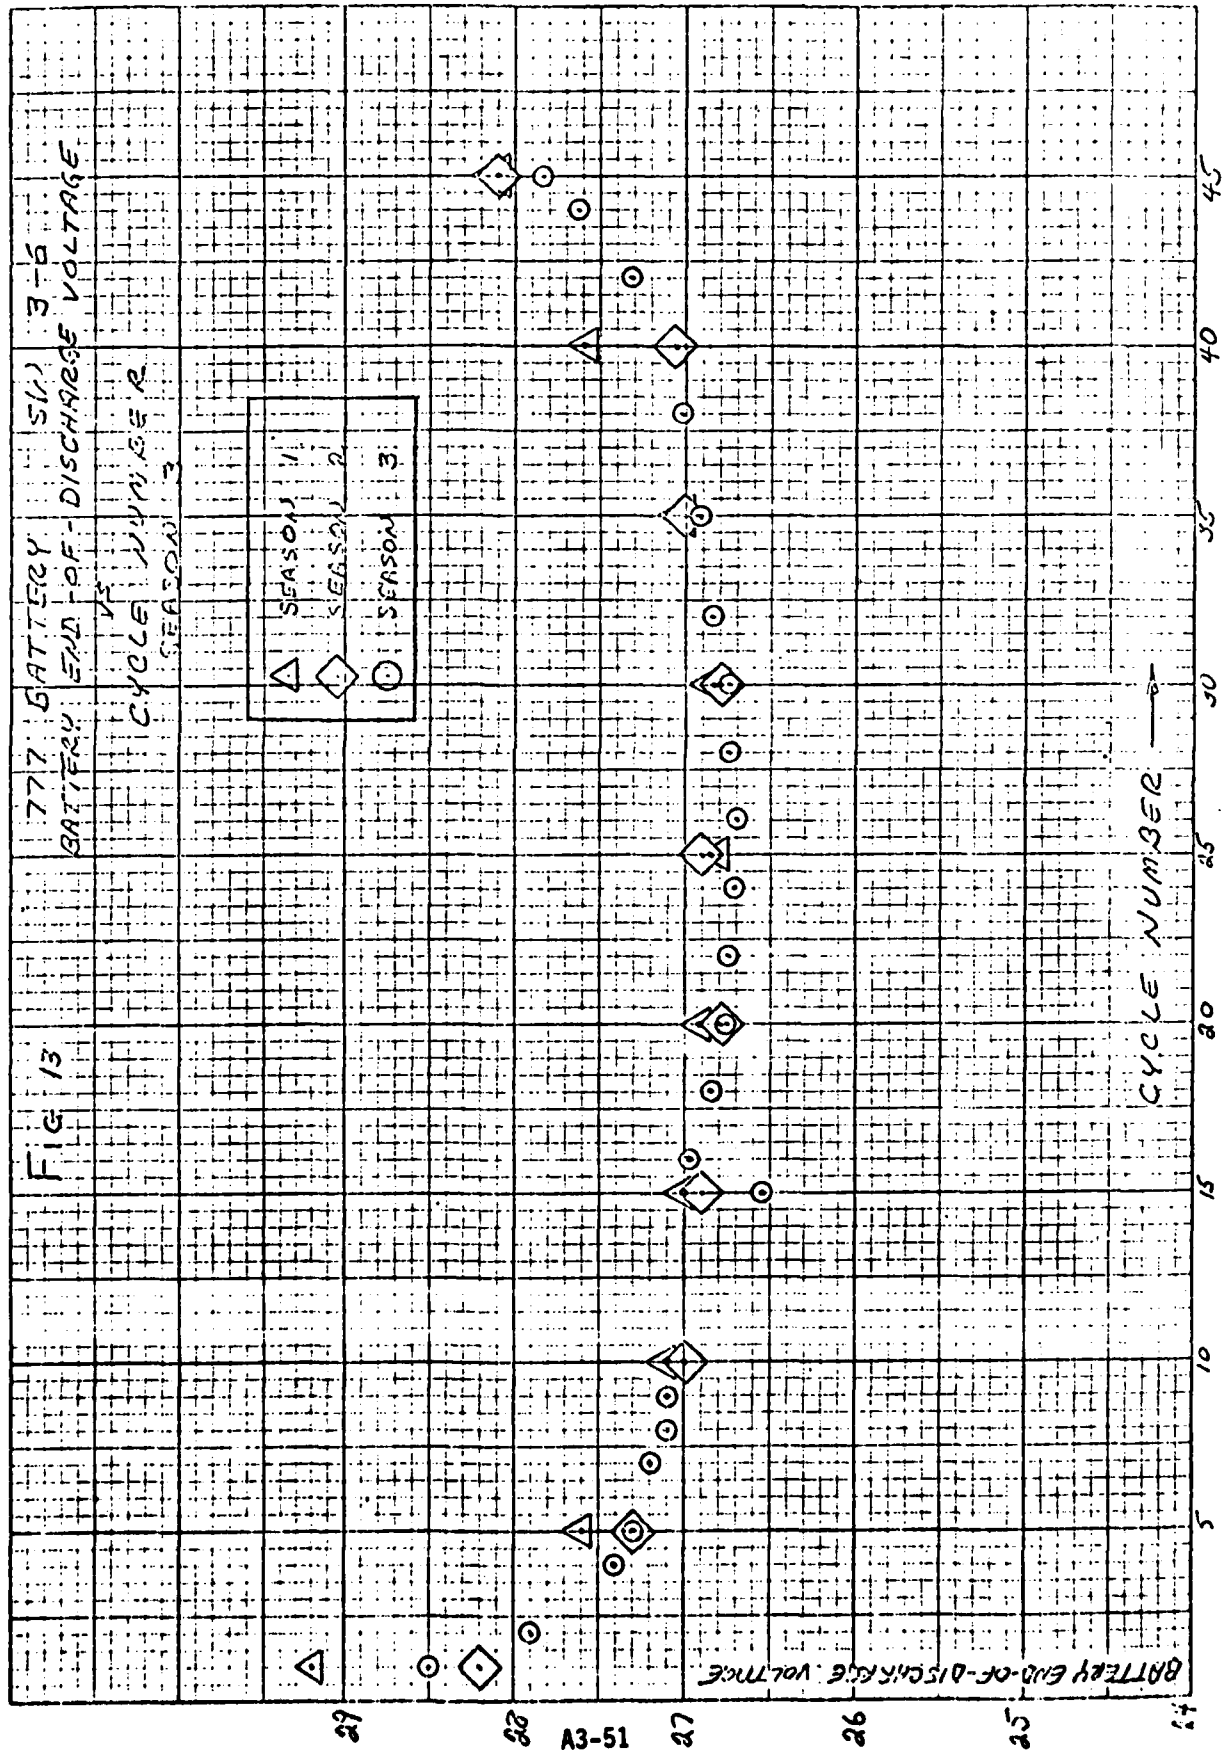 FIG 13
777 BATTERY S/N 3-6
BATTERY END-OF-DISCHARGE VOLTAGE
VS
CYCLE NUMBER
SEASON 3
SEASON 1
SEASON 2
SEASON 3
29
28
27
26
25
24
BATTERY END-OF-DISCHARGE VOLTAGE
5
10
15
20
25
30
35
40
45
CYCLE NUMBER →
A3-51